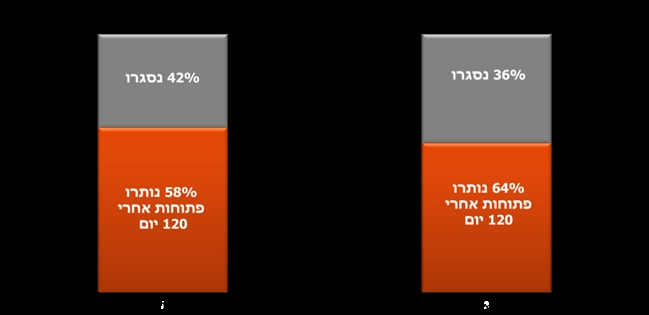 42% נסגרו
36% נסגרו
58% נותרו
פתוחות אחרי
120 יום
64% נותרו
פתוחות אחרי
120 יום